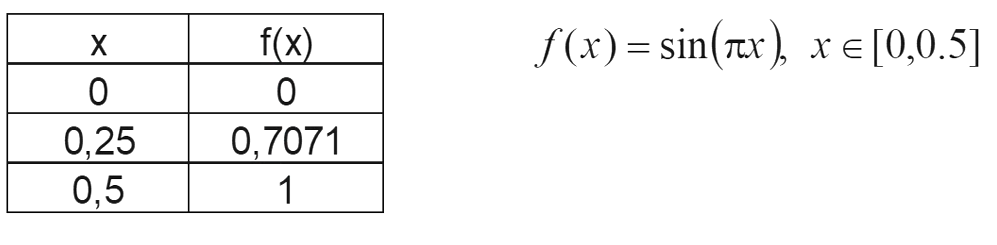 x f(x)
0 0
0,25 0,7071
0,5 1
f(x) = sin(πx), x ∈ [0,0.5]